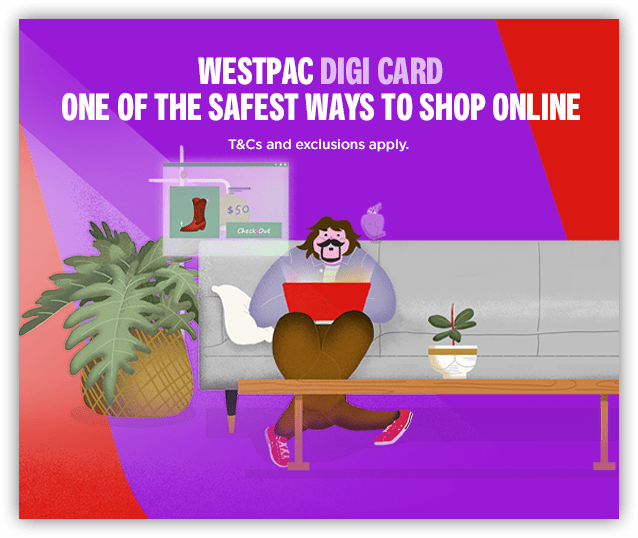 WESTPAC DIGI CARD
ONE OF THE SAFEST WAYS TO SHOP ONLINE
T&Cs and exclusions apply.
$50
Check Out